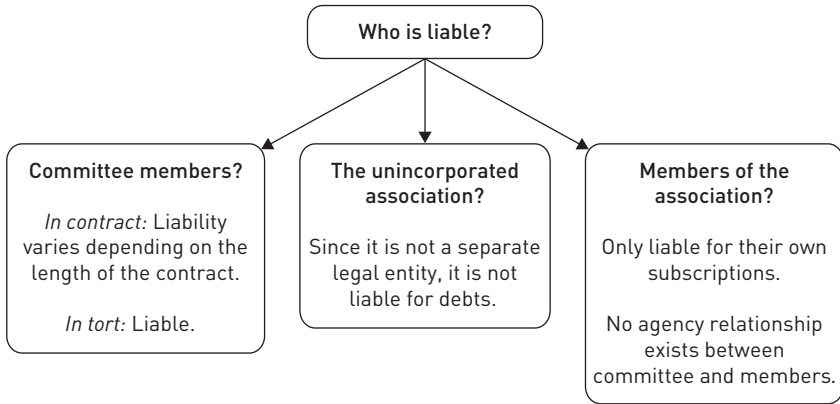 Who is liable?
Committee members?
In contract: Liability
varies depending on the
length of the contract.
In tort: Liable.
The unincorporated
association?
Since it is not a separate
legal entity, it is not
liable for debts.
Members of the
association?
Only liable for their own
subscriptions.
No agency relationship
exists between
committee and members.